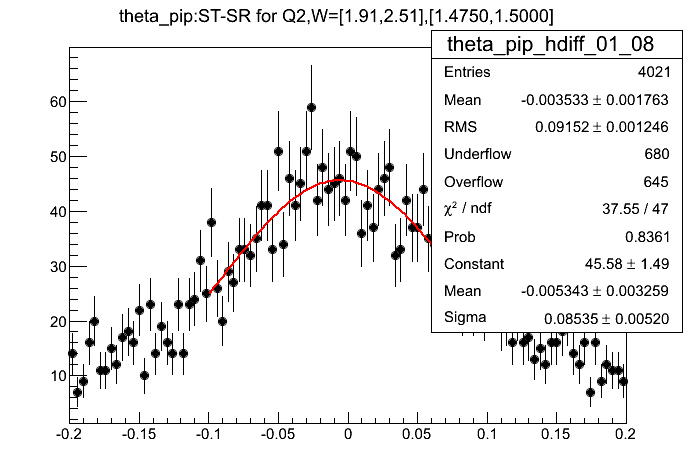 theta_pip:ST-SR for Q2,W=[1.91,2.51],[1.4750,1.5000]
theta_pip_hdiff_01_08
Entries 4021
Mean -0.003533 ± 0.001763
RMS 0.09152 ± 0.001246
Underflow 680
Overflow 645
χ² / ndf 37.55 / 47
Prob 0.8361
Constant 45.58 ± 1.49
Mean -0.005343 ± 0.003259
Sigma 0.08535 ± 0.00520
60
50
40
30
20
10
-0.2 -0.15 -0.1 -0.05 0 0.05 0.1 0.15 0.2